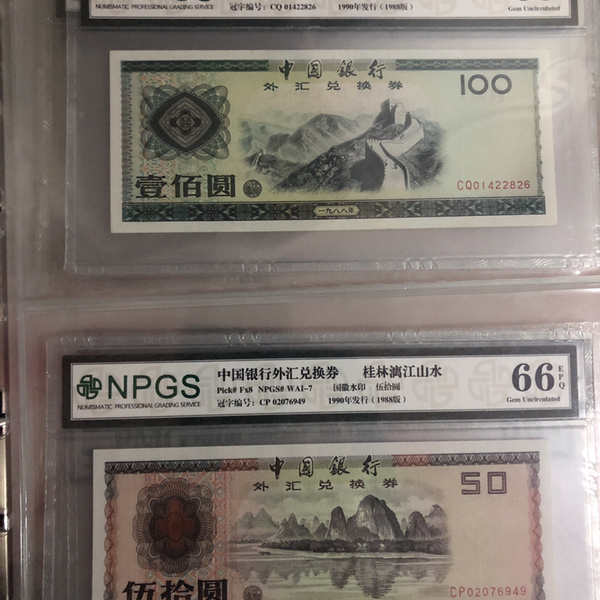 NUMISMATIC PROFESSIONAL GRADING SERVICE
冠字编号: CQ 01422826 1990年发行(1988版)
Gem Uncirculated
中国银行
外汇兑换券
100
壹佰圆
CQ01422826
一九八八年
NPGS
NUMISMATIC PROFESSIONAL GRADING SERVICE
中国银行外汇兑换券 桂林漓江山水
Pick# Fx8 NPGS# WAI-7 国徽水印 伍拾圆
冠字编号: CP 02076949 1990年发行(1988版)
66 EPQ
Gem Uncirculated
中国银行
外汇兑换券
50
伍拾圆
CP02076949